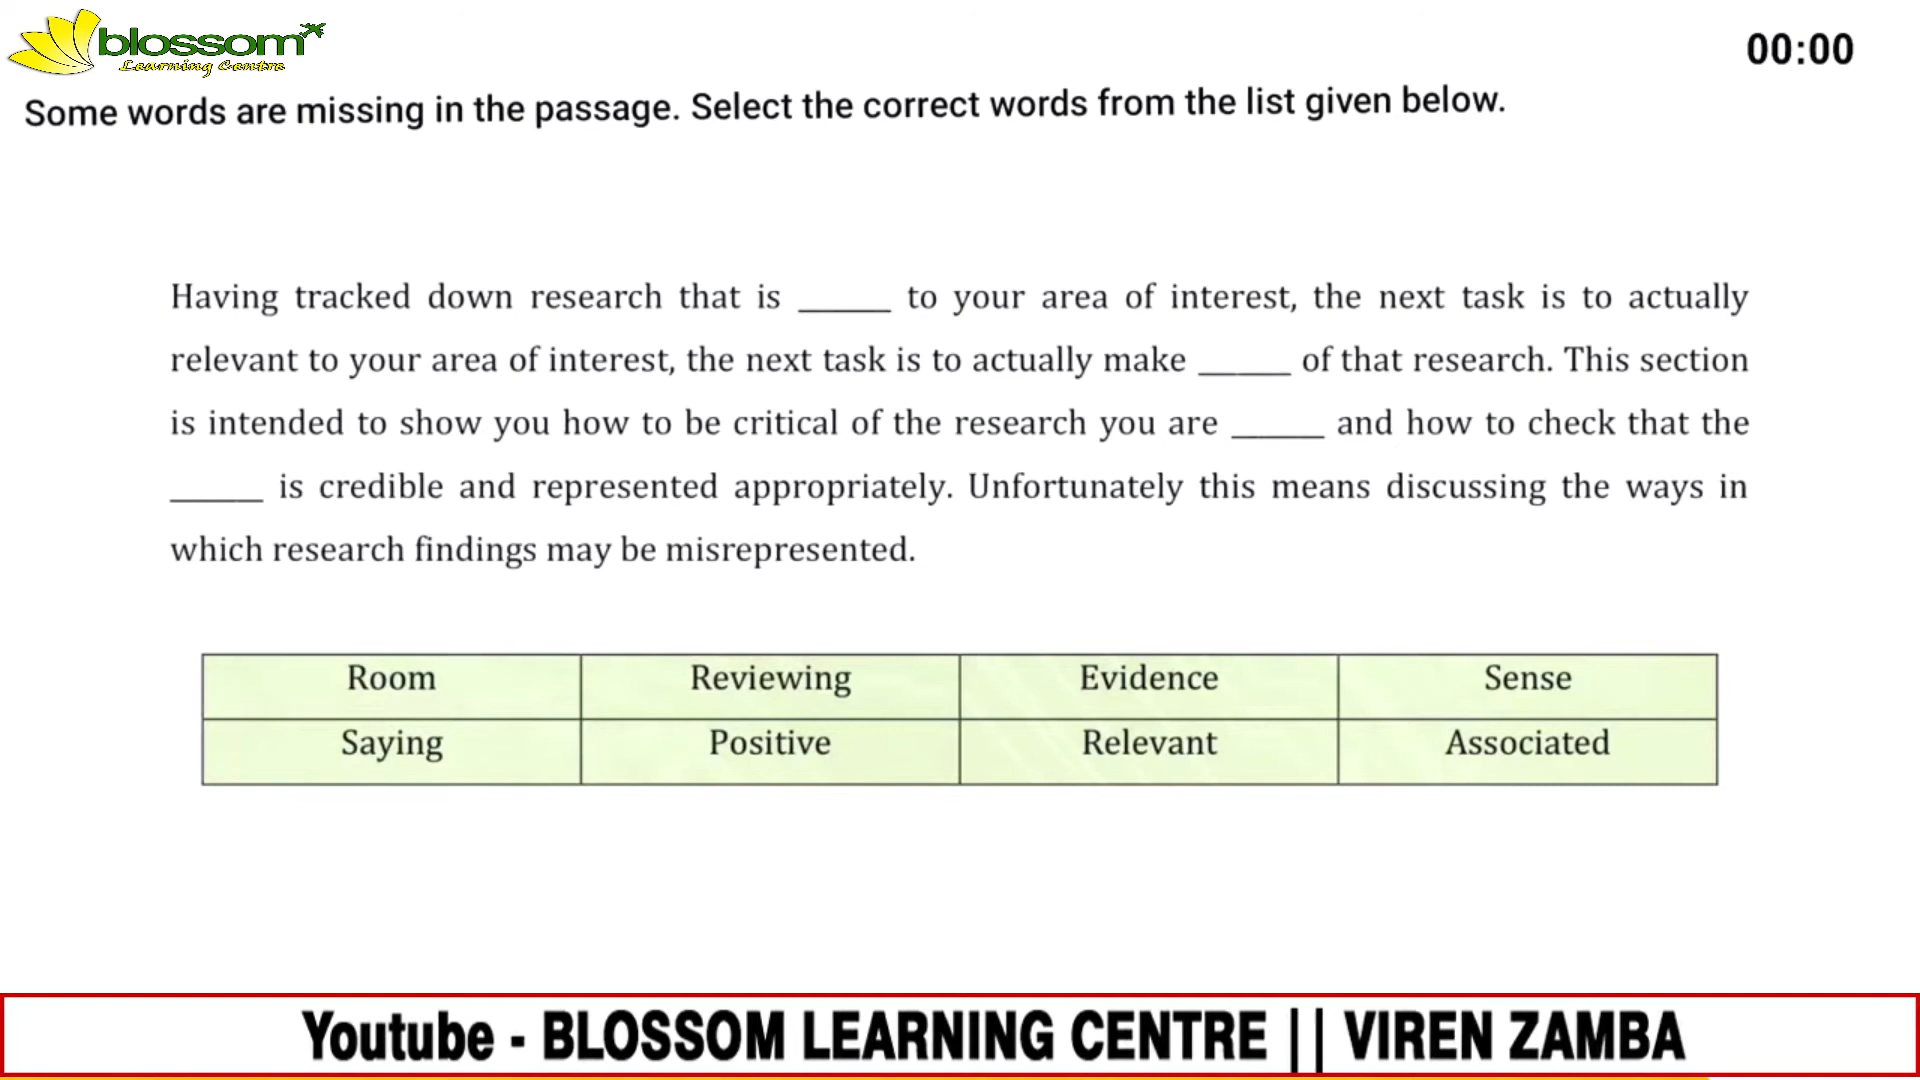 blossom
Learning Centre
00:00
Some words are missing in the passage. Select the correct words from the list given below.
Having tracked down research that is ______ to your area of interest, the next task is to actually
relevant to your area of interest, the next task is to actually make ______ of that research. This section
is intended to show you how to be critical of the research you are ______ and how to check that the
______ is credible and represented appropriately. Unfortunately this means discussing the ways in
which research findings may be misrepresented.
Room Reviewing Evidence Sense
Saying Positive Relevant Associated
Youtube - BLOSSOM LEARNING CENTRE || VIREN ZAMBA